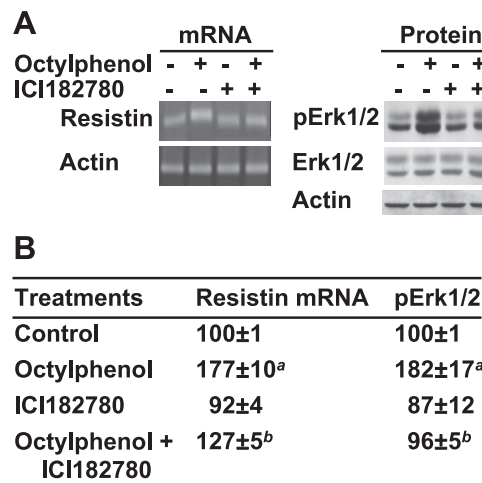 A
mRNA Protein
Octylphenol - + - + - + - +
ICI182780 - - + + - - + +
Resistin pErk1/2
Actin Erk1/2
Actin
B
Treatments Resistin mRNA pErk1/2
Control 100±1 100±1
Octylphenol 177±10a 182±17a
ICI182780 92±4 87±12
Octylphenol + 127±5b 96±5b
ICI182780